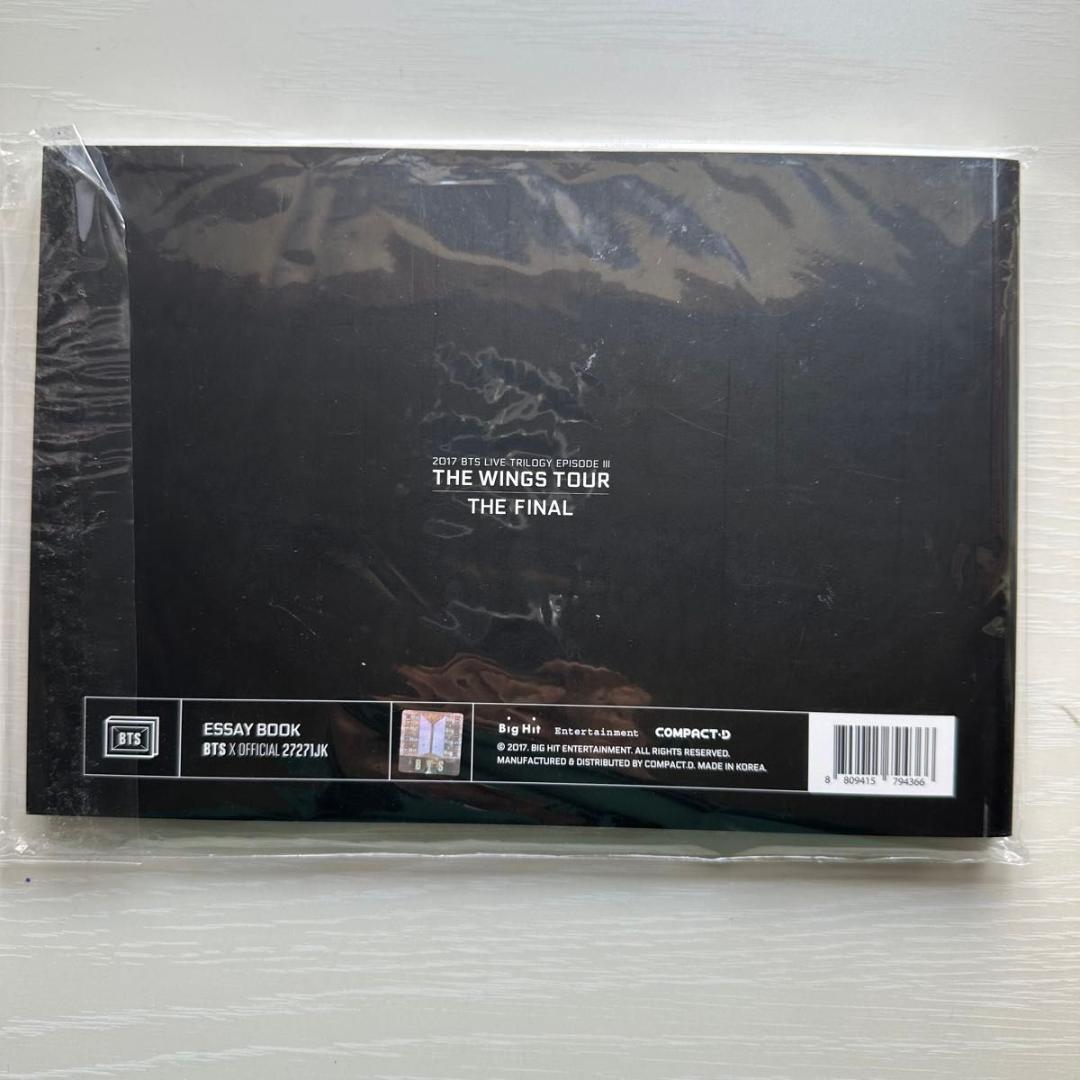 2017 BTS LIVE TRILOGY EPISODE III
THE WINGS TOUR
THE FINAL
BTS
ESSAY BOOK
BTS X OFFICIAL 27271JK
BTS
Big Hit Entertainment COMPACT·D
© 2017. BIG HIT ENTERTAINMENT. ALL RIGHTS RESERVED.
MANUFACTURED & DISTRIBUTED BY COMPACT.D. MADE IN KOREA.
8 809415 794366